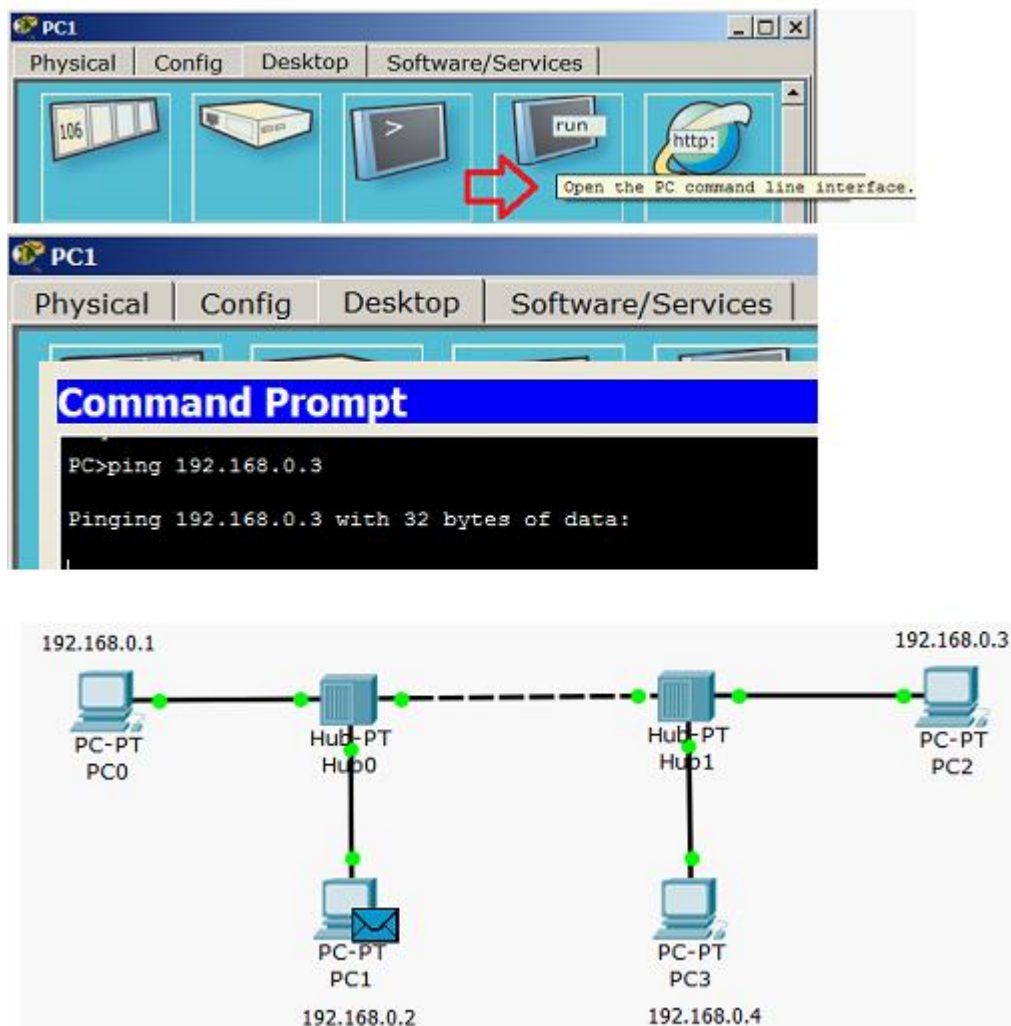 PC1
Physical Config Desktop Software/Services
106 > run http:
Open the PC command line interface.
PC1
Physical Config Desktop Software/Services
Command Prompt
PC>ping 192.168.0.3
Pinging 192.168.0.3 with 32 bytes of data:
192.168.0.1 192.168.0.3
PC-PT Hub-PT Hub-PT PC-PT
PC0 Hub0 Hub1 PC2
PC-PT PC-PT
PC1 PC3
192.168.0.2 192.168.0.4